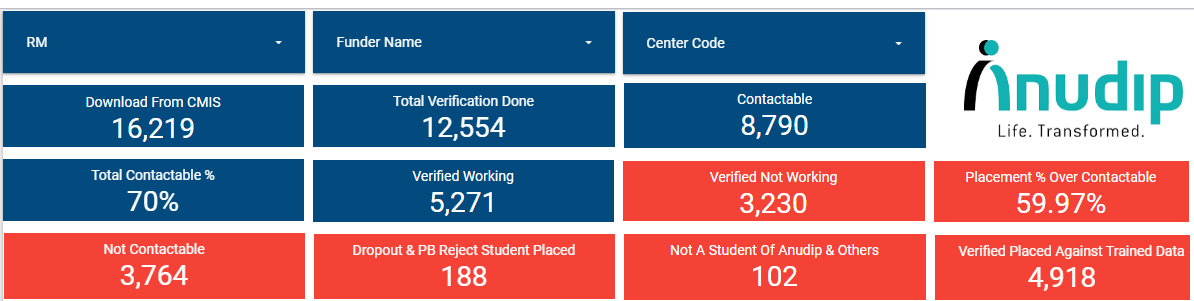 RM
Funder Name
Center Code
anudip
Life. Transformed.
Download From CMIS
16,219
Total Verification Done
12,554
Contactable
8,790
Total Contactable %
70%
Verified Working
5,271
Verified Not Working
3,230
Placement % Over Contactable
59.97%
Not Contactable
3,764
Dropout & PB Reject Student Placed
188
Not A Student Of Anudip & Others
102
Verified Placed Against Trained Data
4,918